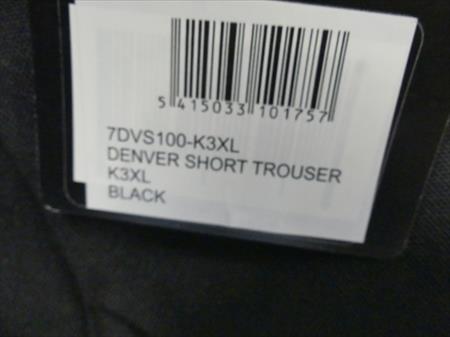 5 415033 101757
7DVS100-K3XL
DENVER SHORT TROUSER
K3XL
BLACK